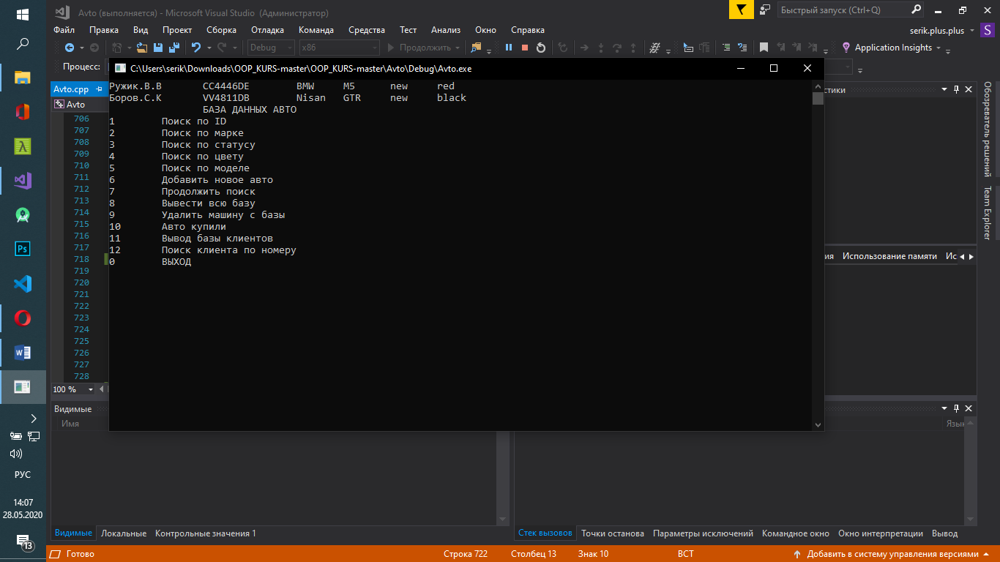 Avto (выполняется) - Microsoft Visual Studio (Администратор)
Быстрый запуск (Ctrl+Q)
Файл Правка Вид Проект Сборка Отладка Команда Средства Тест Анализ Окно Справка
serik.plus.plus
S
Debug x86 Продолжить Application Insights
Процесс:
C:\Users\serik\Downloads\OOP_KURS-master\OOP_KURS-master\Avto\Debug\Avto.exe
Avto.cpp
Avto
стики
Ружик.В.В CC4446DE BMW M5 new red
Боров.С.К VV4811DB Nisan GTR new black
БАЗА ДАННЫХ АВТО
1 Поиск по ID
2 Поиск по марке
3 Поиск по статусу
4 Поиск по цвету
5 Поиск по моделе
6 Добавить новое авто
7 Продолжить поиск
8 Вывести всю базу
9 Удалить машину с базы
10 Авто купили
11 Вывод базы клиентов
12 Поиск клиента по номеру
0 ВЫХОД
706
707
708
709
710
711
712
713
714
715
716
717
718
719
720
721
722
723
724
725
726
727
728
100 %
Обозреватель решений
Team Explorer
ия Использование памяти Ис
Видимые
Имя
Язык
Видимые Локальные Контрольные значения 1
Стек вызовов Точки останова Параметры исключений Командное окно Окно интерпретации Вывод
Готово Строка 722 Столбец 13 Знак 10 ВСТ Добавить в систему управления версиями
Ps
W
РУС
14:07
28.05.2020
13